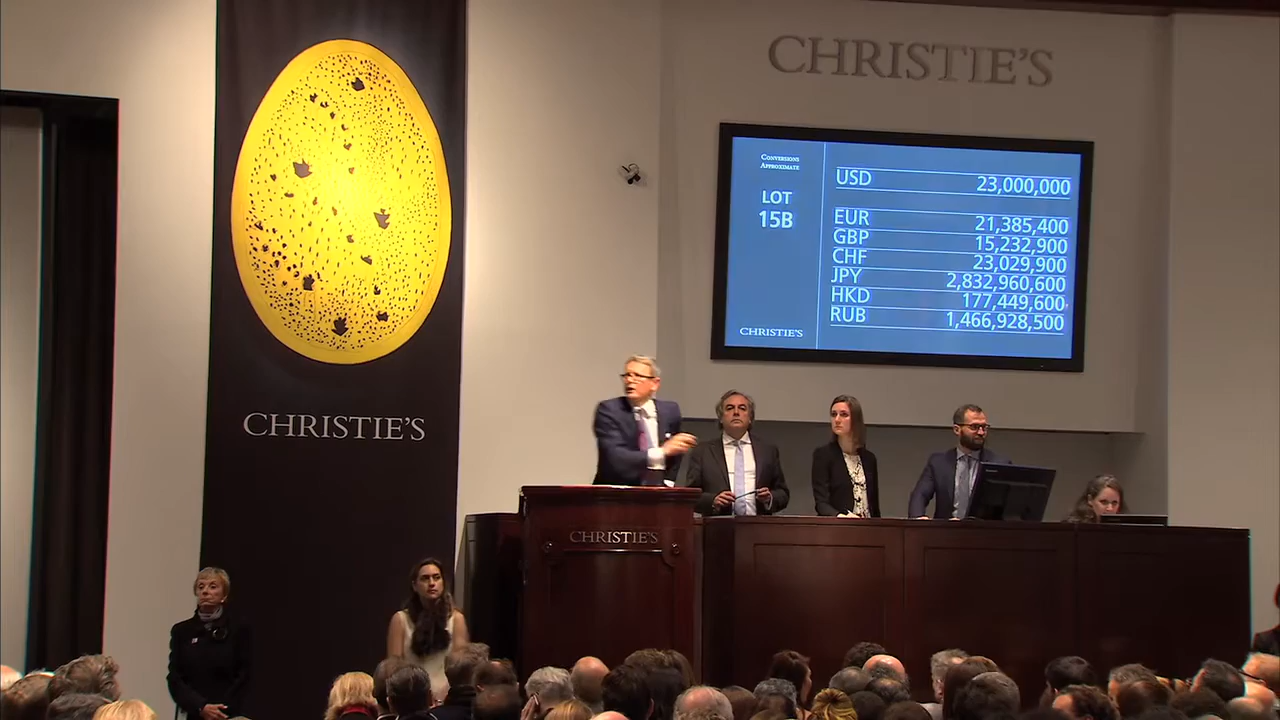 CHRISTIE'S
CONVERSIONS
APPROXIMATE
LOT
15B
USD 23,000,000
EUR 21,385,400
GBP 15,232,900
CHF 23,029,900
JPY 2,832,960,600
HKD 177,449,600
RUB 1,466,928,500
CHRISTIE'S
CHRISTIE'S
CHRISTIE'S